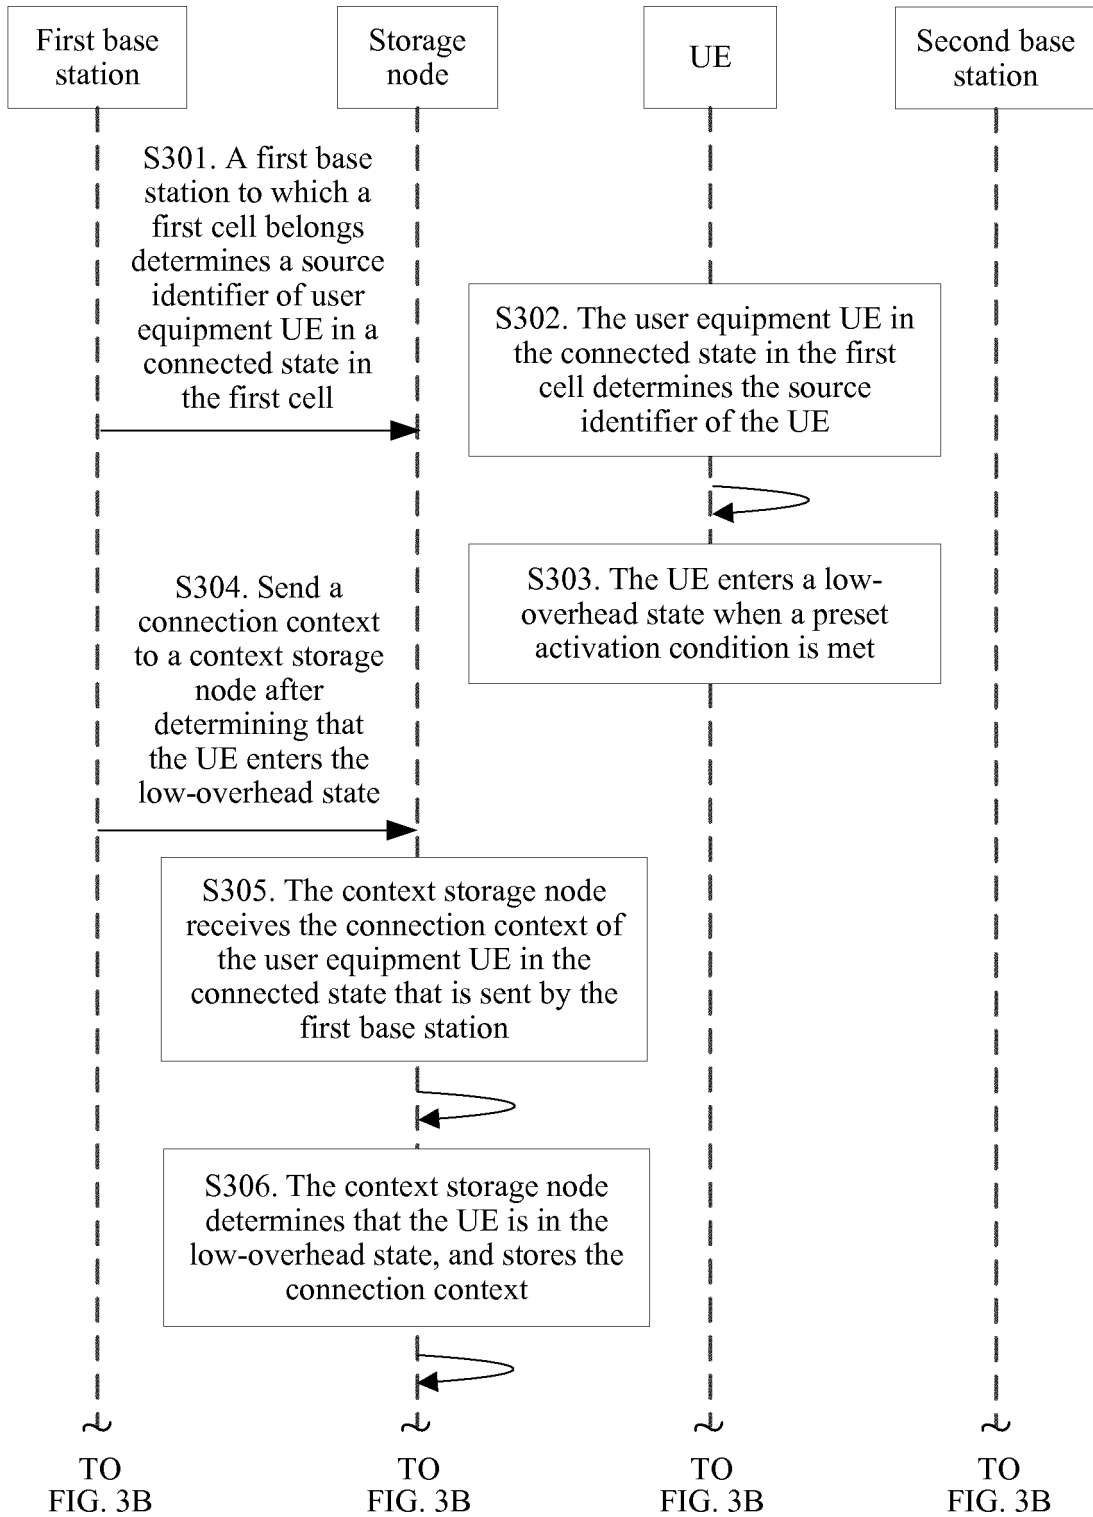 First base
station
Storage
node
UE
Second base
station
S301. A first base
station to which a
first cell belongs
determines a source
identifier of user
equipment UE in a
connected state in
the first cell
S302. The user equipment UE in
the connected state in the first
cell determines the source
identifier of the UE
S303. The UE enters a low-
overhead state when a preset
activation condition is met
S304. Send a
connection context
to a context storage
node after
determining that
the UE enters the
low-overhead state
S305. The context storage node
receives the connection context of
the user equipment UE in the
connected state that is sent by the
first base station
S306. The context storage node
determines that the UE is in the
low-overhead state, and stores the
connection context
TO
FIG. 3B
TO
FIG. 3B
TO
FIG. 3B
TO
FIG. 3B